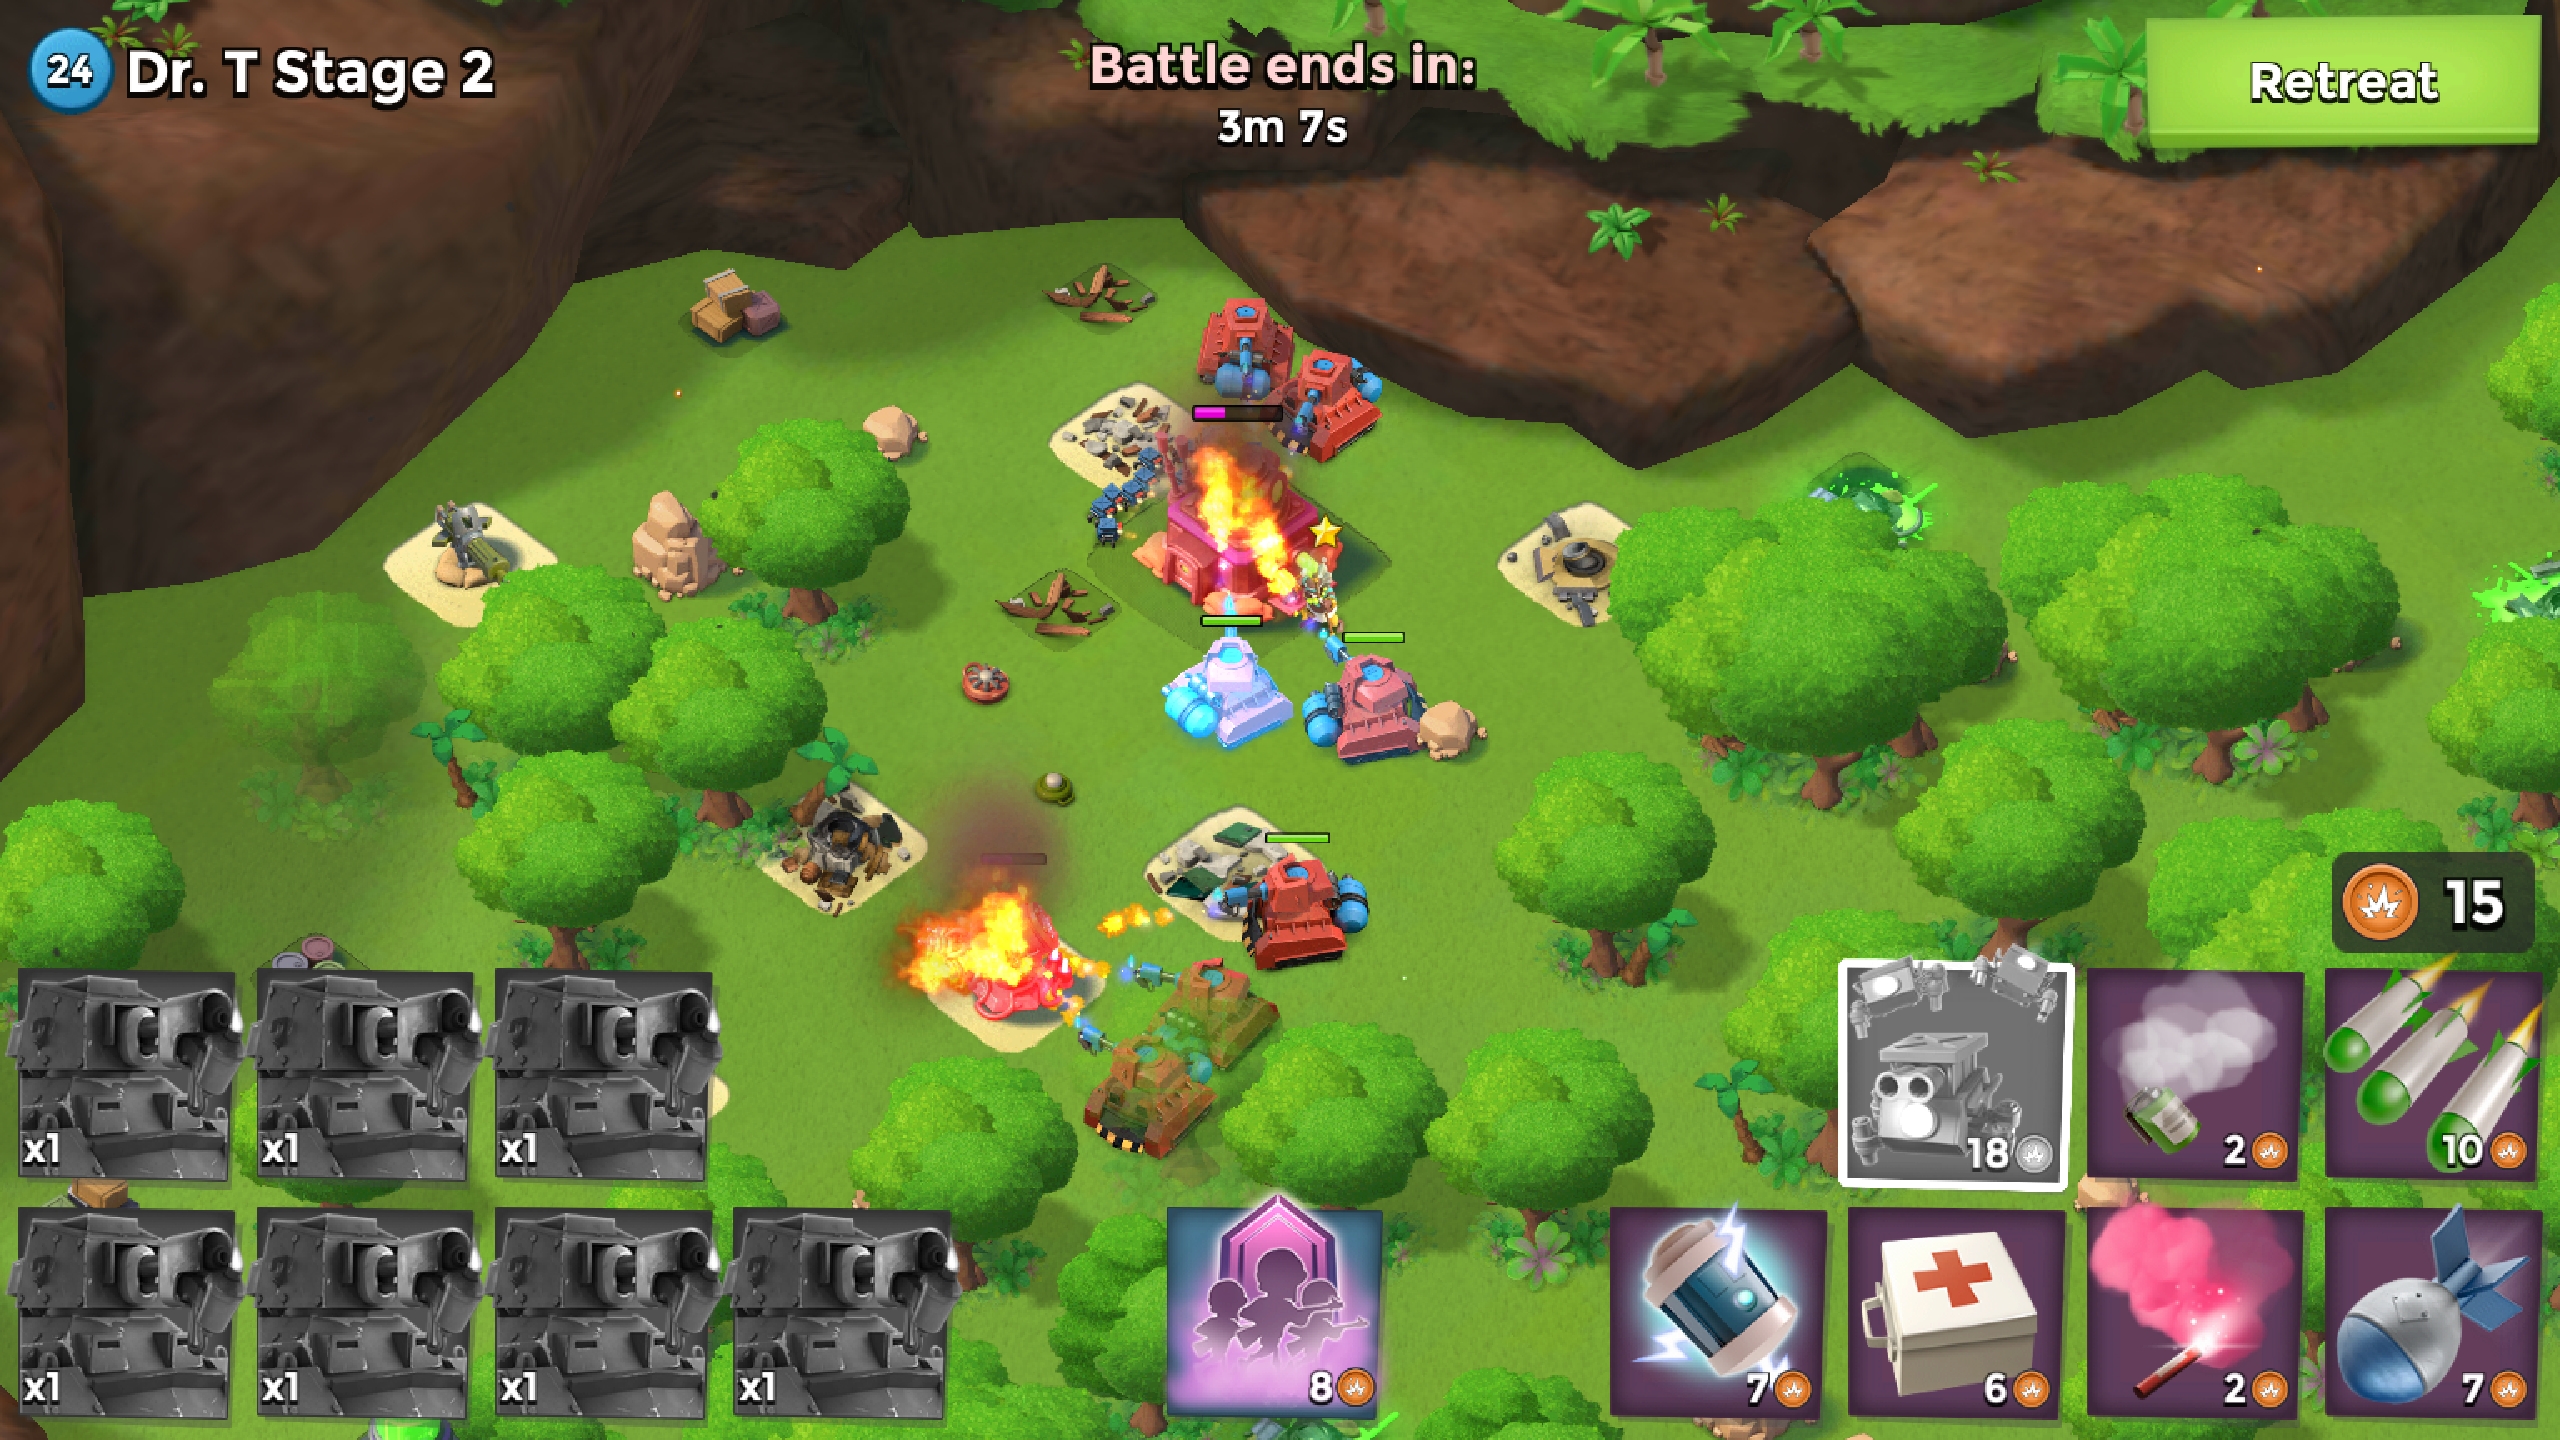 24 Dr. T Stage 2
Battle ends in:
3m 7s
Retreat
15
x1 x1 x1
18 2 10
x1 x1 x1 x1
8
7 6 2 7